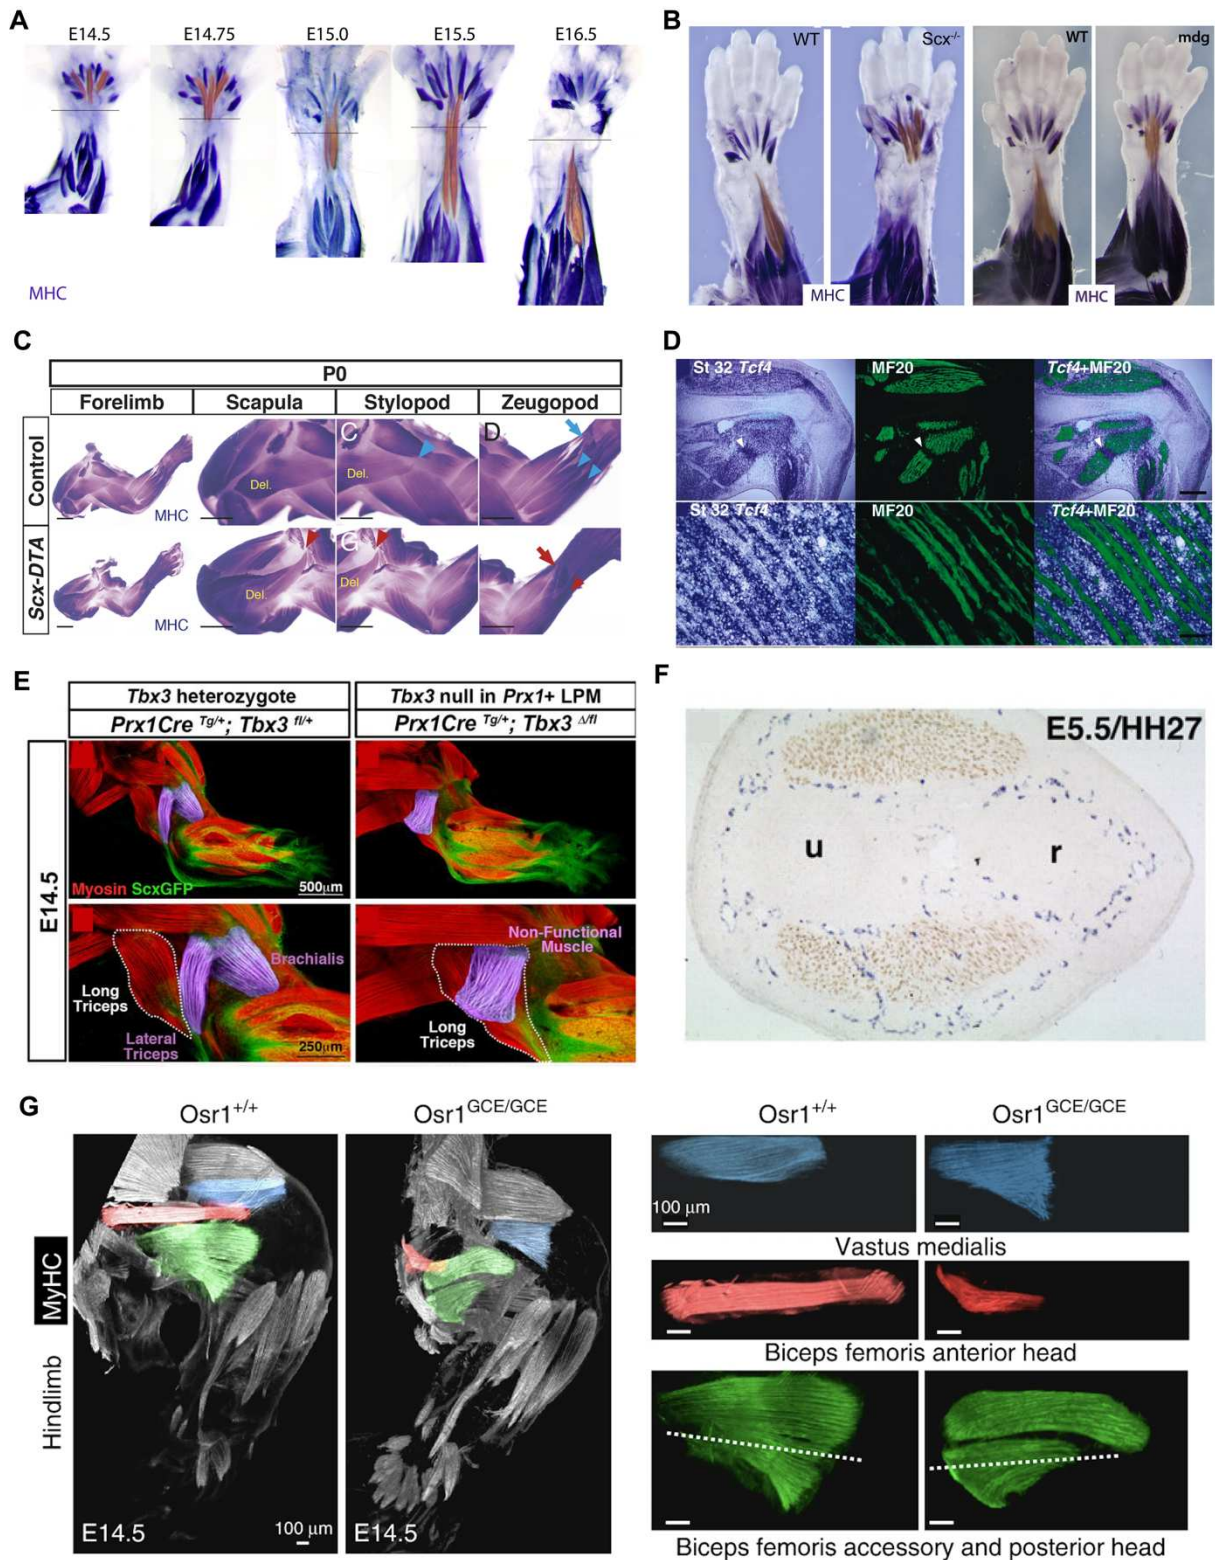 A
E14.5 E14.75 E15.0 E15.5 E16.5
MHC
B
WT Scx-/- WT mdg
MHC MHC
C
P0
Forelimb Scapula Stylopod Zeugopod
Control
Del. C Del. D
MHC
Scx-DTA
Del. G Del.
MHC
D
St 32 Tcf4 MF20 Tcf4+MF20
St 32 Tcf4 MF20 Tcf4+MF20
E
Tbx3 heterozygote Tbx3 null in Prx1+ LPM
Prx1Cre Tg/+; Tbx3 fl/+ Prx1Cre Tg/+; Tbx3 Δ/fl
E14.5
Myosin ScxGFP 500µm
Brachialis
Long
Triceps
Lateral
Triceps
250µm
Non-Functional
Muscle
Long
Triceps
F
E5.5/HH27
u r
G
Osr1+/+ Osr1GCE/GCE
Hindlimb MyHC
E14.5 100 µm E14.5
Osr1+/+ Osr1GCE/GCE
100 µm
Vastus medialis
Biceps femoris anterior head
Biceps femoris accessory and posterior head